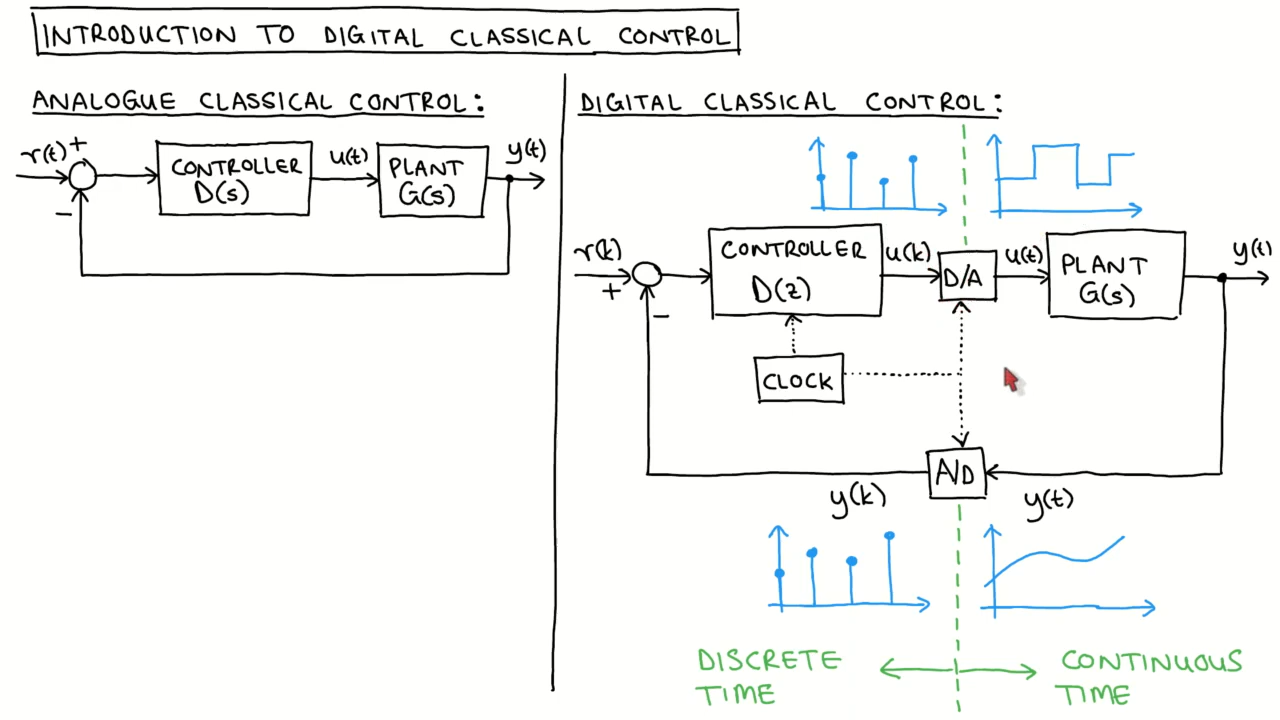 INTRODUCTION TO DIGITAL CLASSICAL CONTROL
ANALOGUE CLASSICAL CONTROL:
r(t)
+
−
CONTROLLER
D(s)
u(t)
PLANT
G(s)
y(t)
DIGITAL CLASSICAL CONTROL:
r(k)
+
−
CONTROLLER
D(z)
u(k)
D/A
u(t)
PLANT
G(s)
y(t)
CLOCK
A/D
y(k)
y(t)
DISCRETE
TIME
CONTINUOUS
TIME